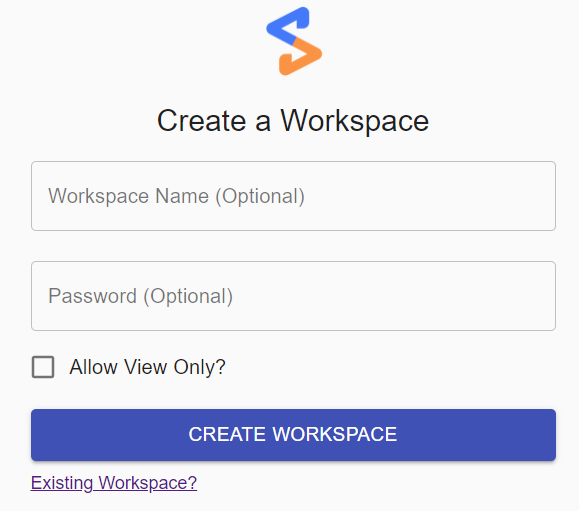 Create a Workspace
Workspace Name (Optional)
Password (Optional)
Allow View Only?
CREATE WORKSPACE
Existing Workspace?